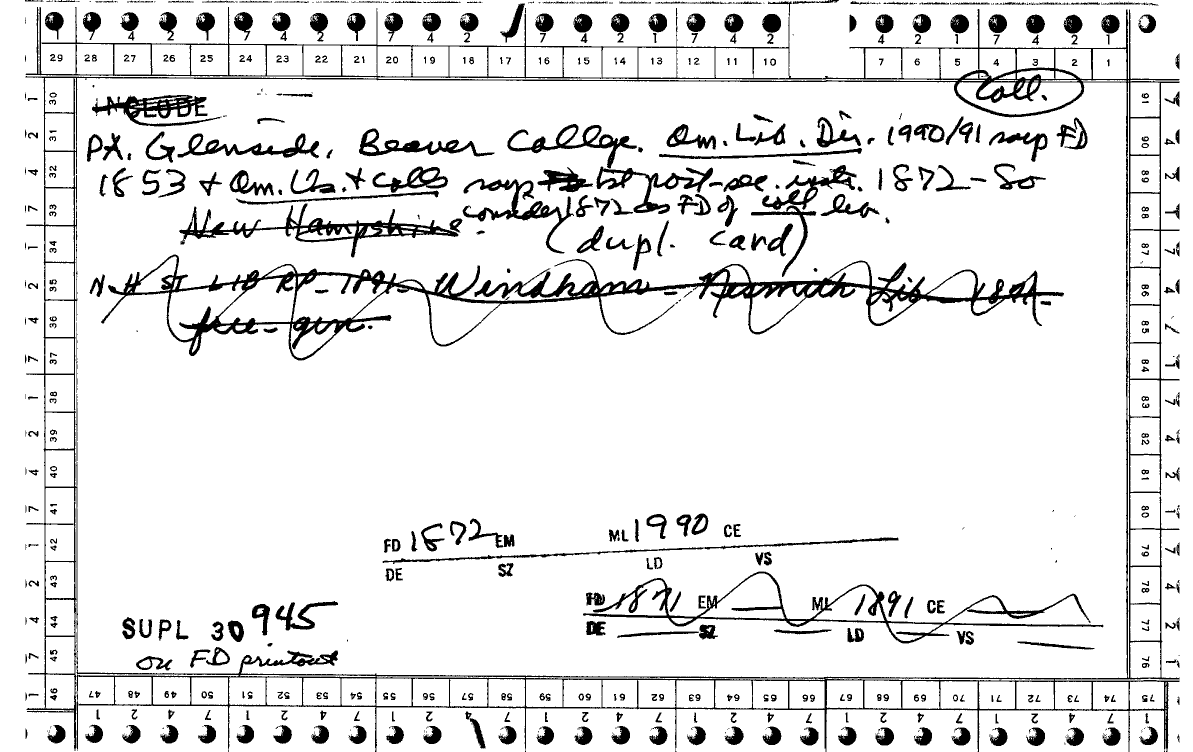 7 4 2 1 7 4 2 1 7 4 2 1 7 4 2 1 7 4 2 4 2 1 7 4 2 1
29 28 27 26 25 24 23 22 21 20 19 18 17 16 15 14 13 12 11 10 7 6 5 4 3 2 1
Coll.
INCLUDE
PA. Glenside. Beaver College. Am. Lib. Dir. 1990/91 says FD
1853 & Am. Us. & Colls says 1st post-sec. instr. 1872 - So
New Hampshire consider 1872 as FD of coll lib.
(dupl. card)
N.H ST LIB RP - 1891 - Windham - Nesmith Lib - 1871 -
free - gen.
FD 1872 EM ML 1990 CE
DE SZ LD VS
FD 1871 EM ML 1891 CE
DE SZ LD VS
SUPL 30 945
on FD printout
30 31 32 33 34 35 36 37 38 39 40 41 42 43 44 45 46
91 90 89 88 87 86 85 84 83 82 81 80 79 78 77 76 75
47 48 49 50 51 52 53 54 55 56 57 58 59 60 61 62 63 64 65 66 67 68 69 70 71 72 73 74
1 2 4 7 1 2 4 7 1 2 4 7 1 2 4 7 1 2 4 7 1 2 4 7 1 2 4 7